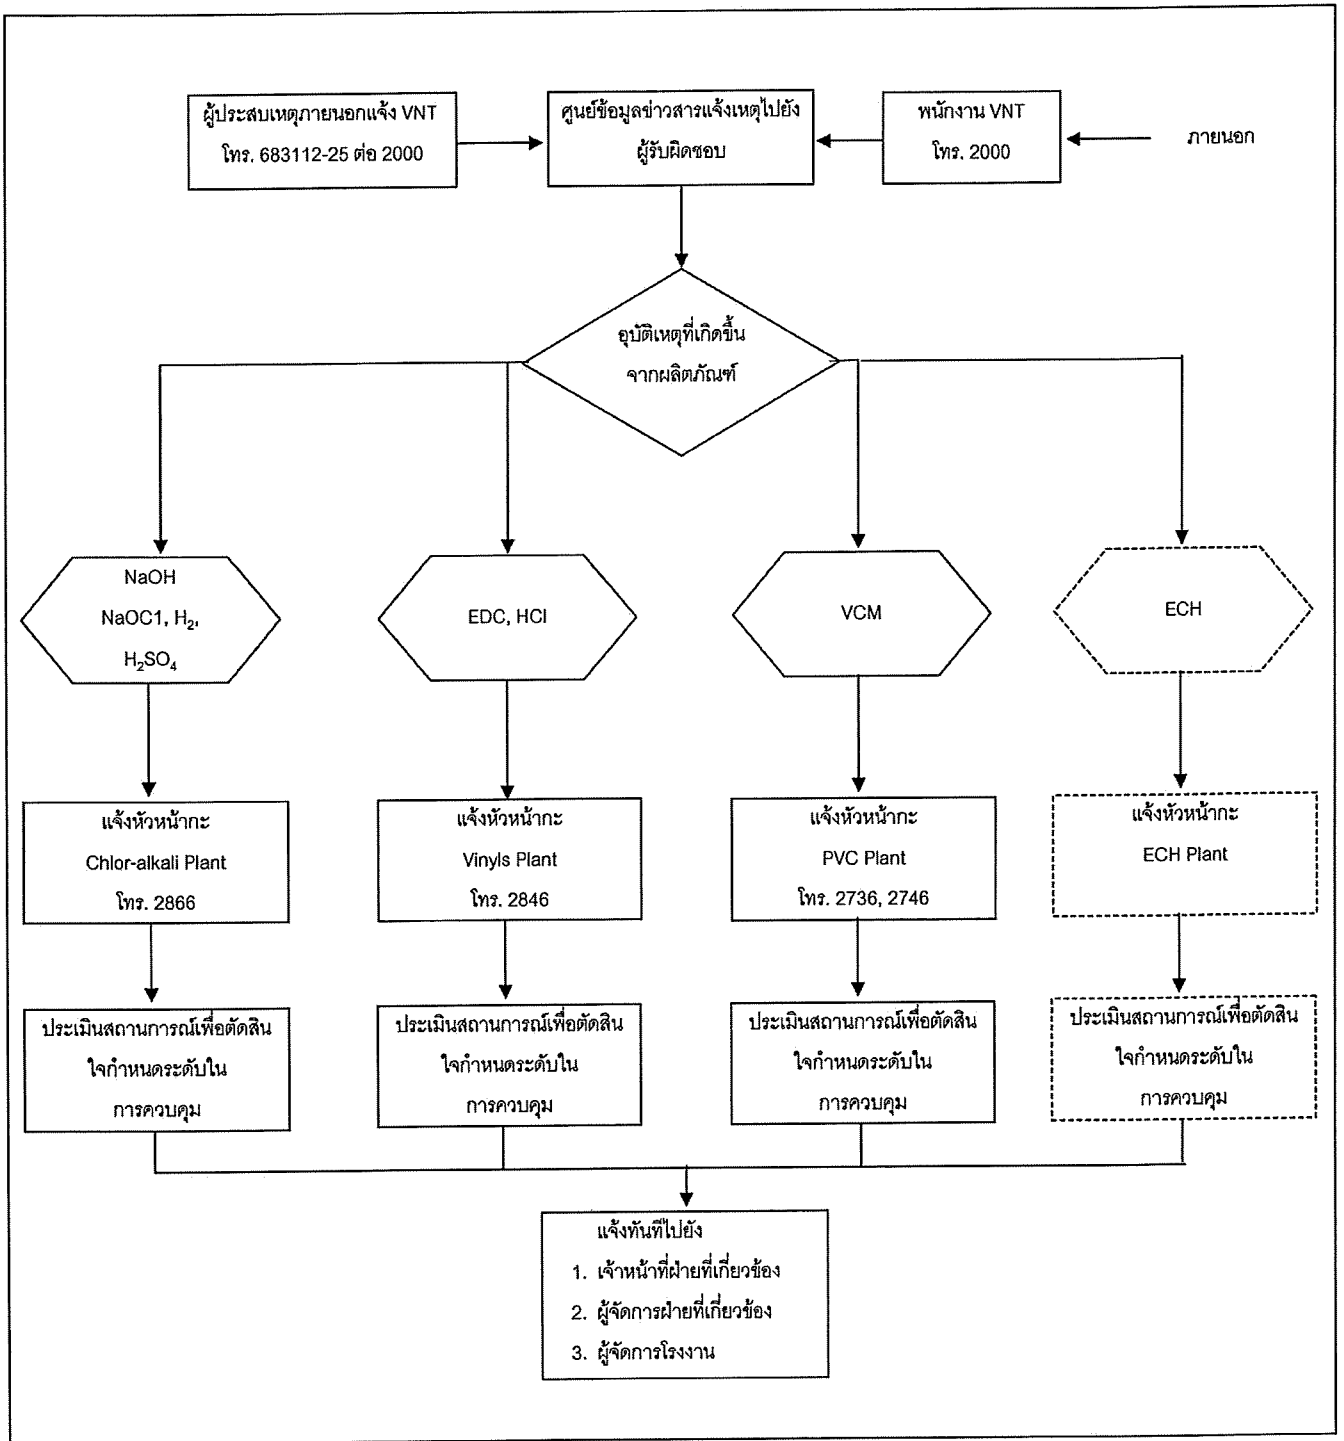 ผู้ประสบเหตุภายนอกแจ้ง VNT
โทร. 683112-25 ต่อ 2000
ศูนย์ข้อมูลข่าวสารแจ้งเหตุไปยัง
ผู้รับผิดชอบ
พนักงาน VNT
โทร. 2000
ภายนอก
อุบัติเหตุที่เกิดขึ้น
จากผลิตภัณฑ์
NaOH
NaOC1, H₂,
H₂SO₄
EDC, HCl
VCM
ECH
แจ้งหัวหน้ากะ
Chlor-alkali Plant
โทร. 2866
แจ้งหัวหน้ากะ
Vinyls Plant
โทร. 2846
แจ้งหัวหน้ากะ
PVC Plant
โทร. 2736, 2746
แจ้งหัวหน้ากะ
ECH Plant
ประเมินสถานการณ์เพื่อตัดสิน
ใจกำหนดระดับใน
การควบคุม
ประเมินสถานการณ์เพื่อตัดสิน
ใจกำหนดระดับใน
การควบคุม
ประเมินสถานการณ์เพื่อตัดสิน
ใจกำหนดระดับใน
การควบคุม
ประเมินสถานการณ์เพื่อตัดสิน
ใจกำหนดระดับใน
การควบคุม
แจ้งทันทีไปยัง
1. เจ้าหน้าที่ฝ่ายที่เกี่ยวข้อง
2. ผู้จัดการฝ่ายที่เกี่ยวข้อง
3. ผู้จัดการโรงงาน